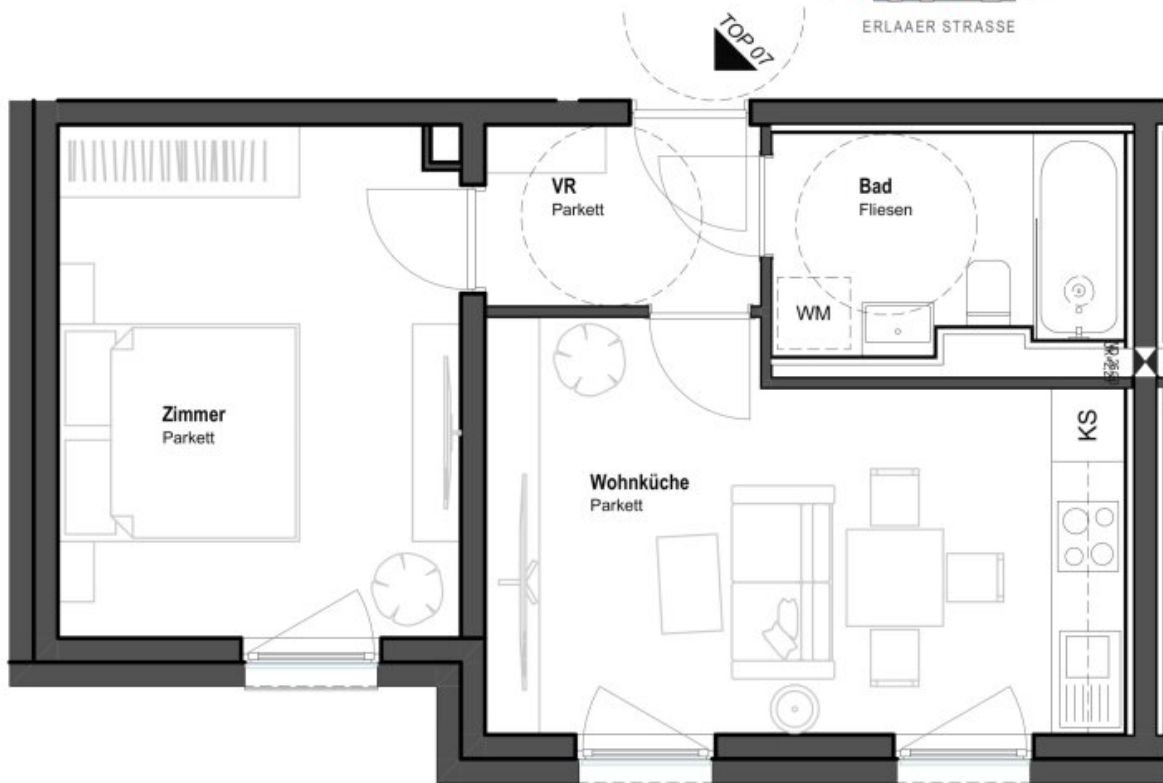 ERLAAER STRASSE
TOP 07
VR
Parkett
Bad
Fliesen
WM
Zimmer
Parkett
KS
Wohnküche
Parkett